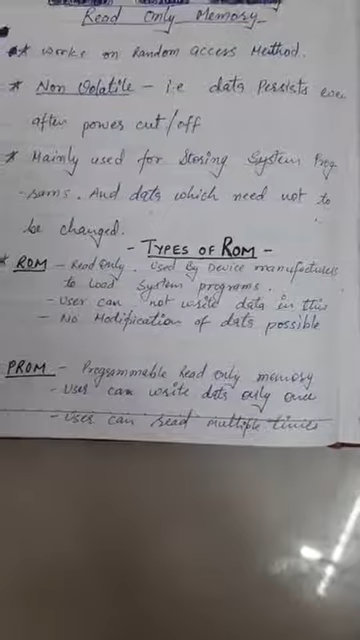 Read Only Memory
* Works on Random access Method.
* Non Volatile - i.e data Persists even
after power cut/off
* Mainly used for Storing System Prog
-rams. And data which need not to
be changed.
- TYPES OF ROM -
* ROM - Read Only. Used By Device manufacturers
to Load System programs.
- User can not write data in this
- No Modification of data possible
PROM - Programmable Read only memory
- User can write data only once
- User can read multiple times